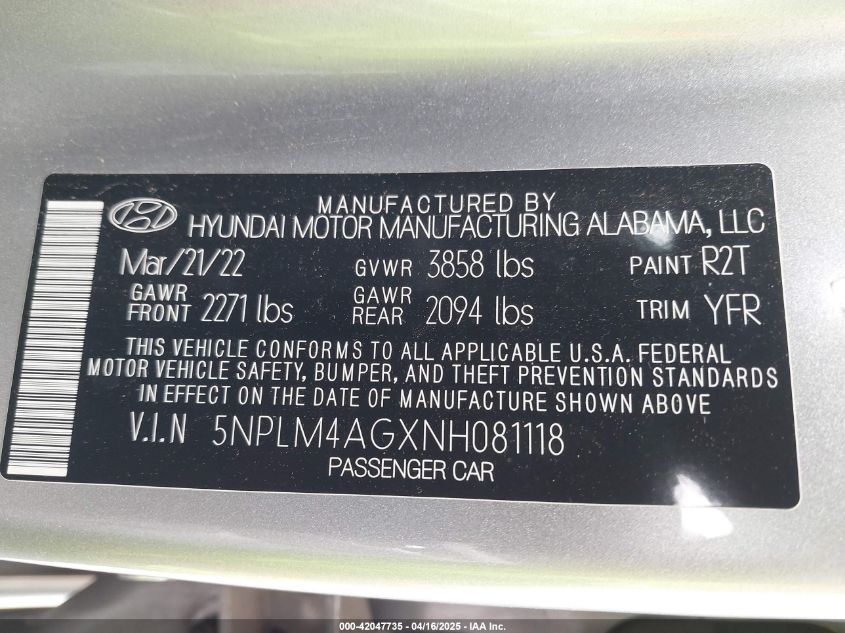 MANUFACTURED BY
HYUNDAI MOTOR MANUFACTURING ALABAMA, LLC
Mar/21/22 GVWR 3858 lbs PAINT R2T
GAWR FRONT 2271 lbs GAWR REAR 2094 lbs TRIM YFR
THIS VEHICLE CONFORMS TO ALL APPLICABLE U.S.A. FEDERAL
MOTOR VEHICLE SAFETY, BUMPER, AND THEFT PREVENTION STANDARDS
IN EFFECT ON THE DATE OF MANUFACTURE SHOWN ABOVE
V.I.N 5NPLM4AGXNH081118
PASSENGER CAR
000-42047735 - 04/16/2025 - IAA Inc.